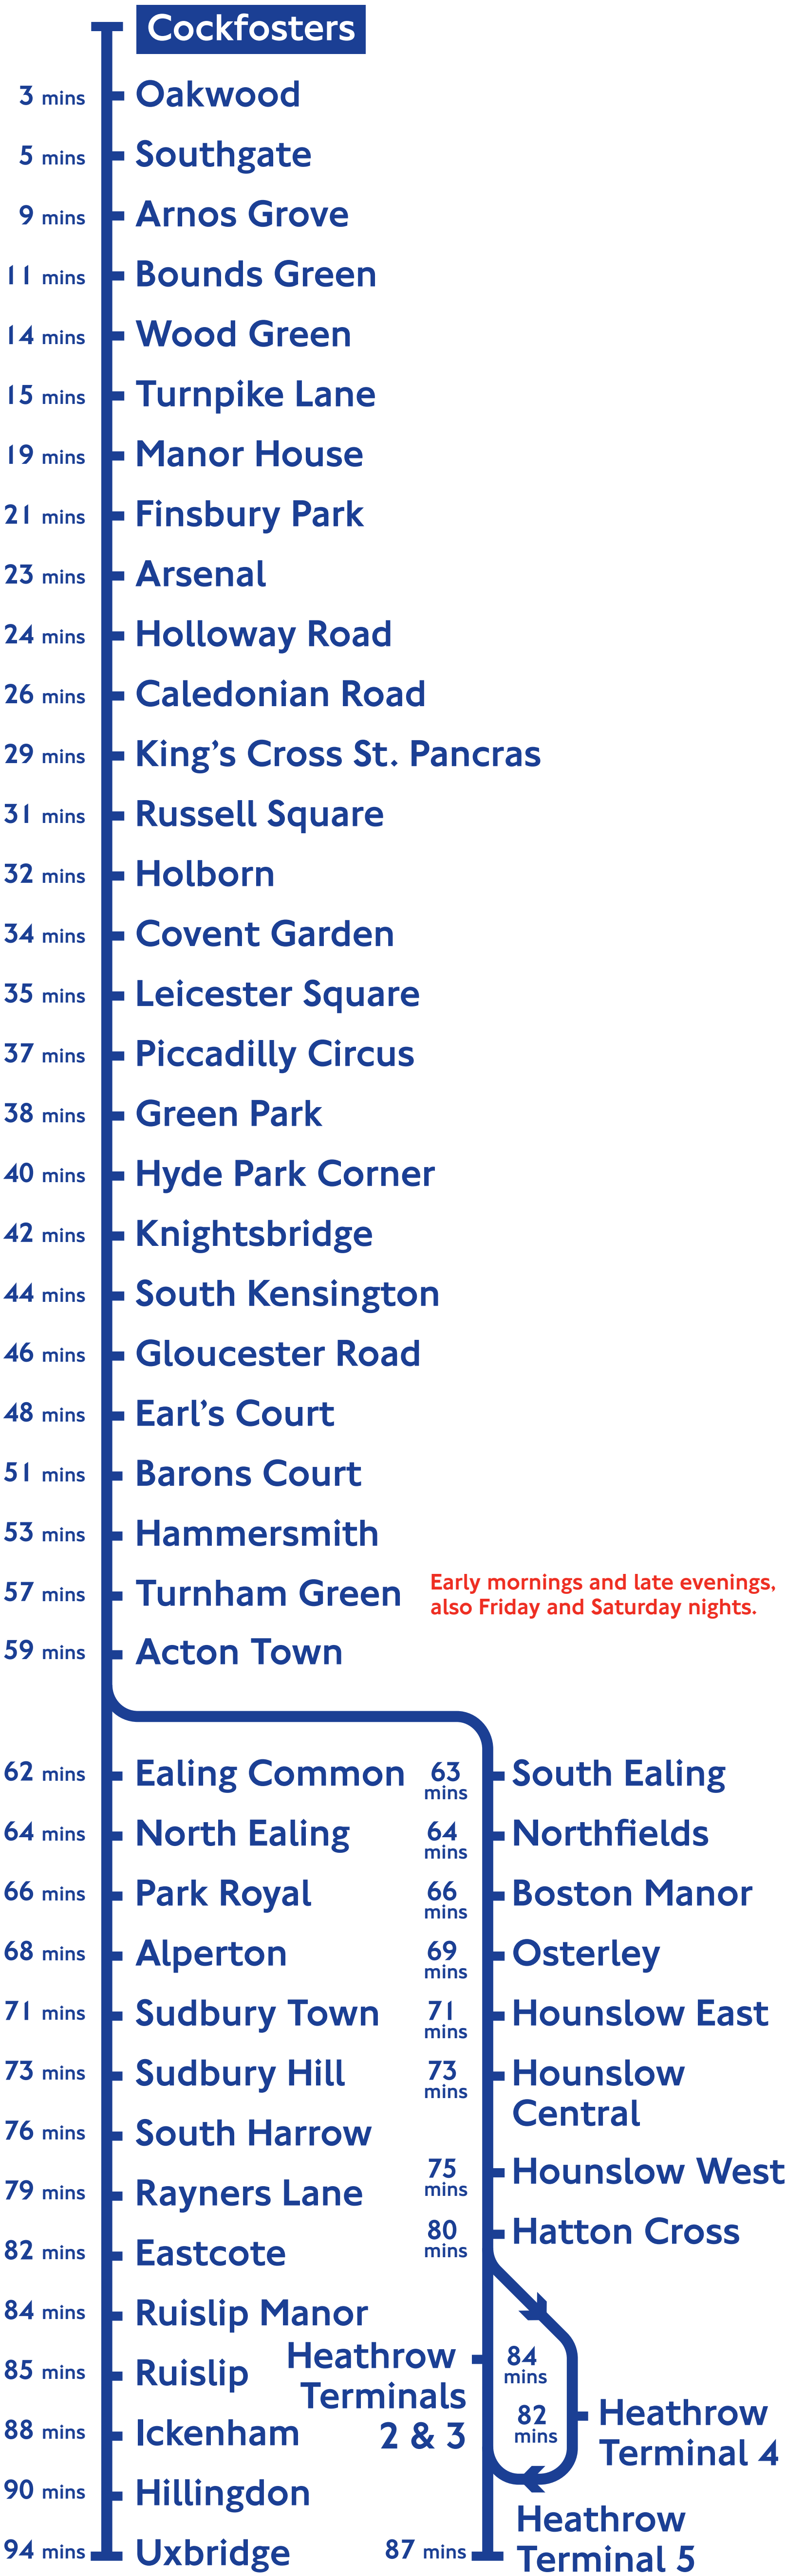 Cockfosters
3 mins Oakwood
5 mins Southgate
9 mins Arnos Grove
11 mins Bounds Green
14 mins Wood Green
15 mins Turnpike Lane
19 mins Manor House
21 mins Finsbury Park
23 mins Arsenal
24 mins Holloway Road
26 mins Caledonian Road
29 mins King's Cross St. Pancras
31 mins Russell Square
32 mins Holborn
34 mins Covent Garden
35 mins Leicester Square
37 mins Piccadilly Circus
38 mins Green Park
40 mins Hyde Park Corner
42 mins Knightsbridge
44 mins South Kensington
46 mins Gloucester Road
48 mins Earl's Court
51 mins Barons Court
53 mins Hammersmith
57 mins Turnham Green
Early mornings and late evenings,
also Friday and Saturday nights.
59 mins Acton Town
62 mins Ealing Common
64 mins North Ealing
66 mins Park Royal
68 mins Alperton
71 mins Sudbury Town
73 mins Sudbury Hill
76 mins South Harrow
79 mins Rayners Lane
82 mins Eastcote
84 mins Ruislip Manor
85 mins Ruislip
88 mins Ickenham
90 mins Hillingdon
94 mins Uxbridge
63 South Ealing
mins
64 Northfields
mins
66 Boston Manor
mins
69 Osterley
mins
71 Hounslow East
mins
73 Hounslow
mins
Central
75 Hounslow West
mins
80 Hatton Cross
mins
Heathrow 84
mins
Terminals
2 & 3
82 Heathrow
mins
Terminal 4
Heathrow
87 mins Terminal 5